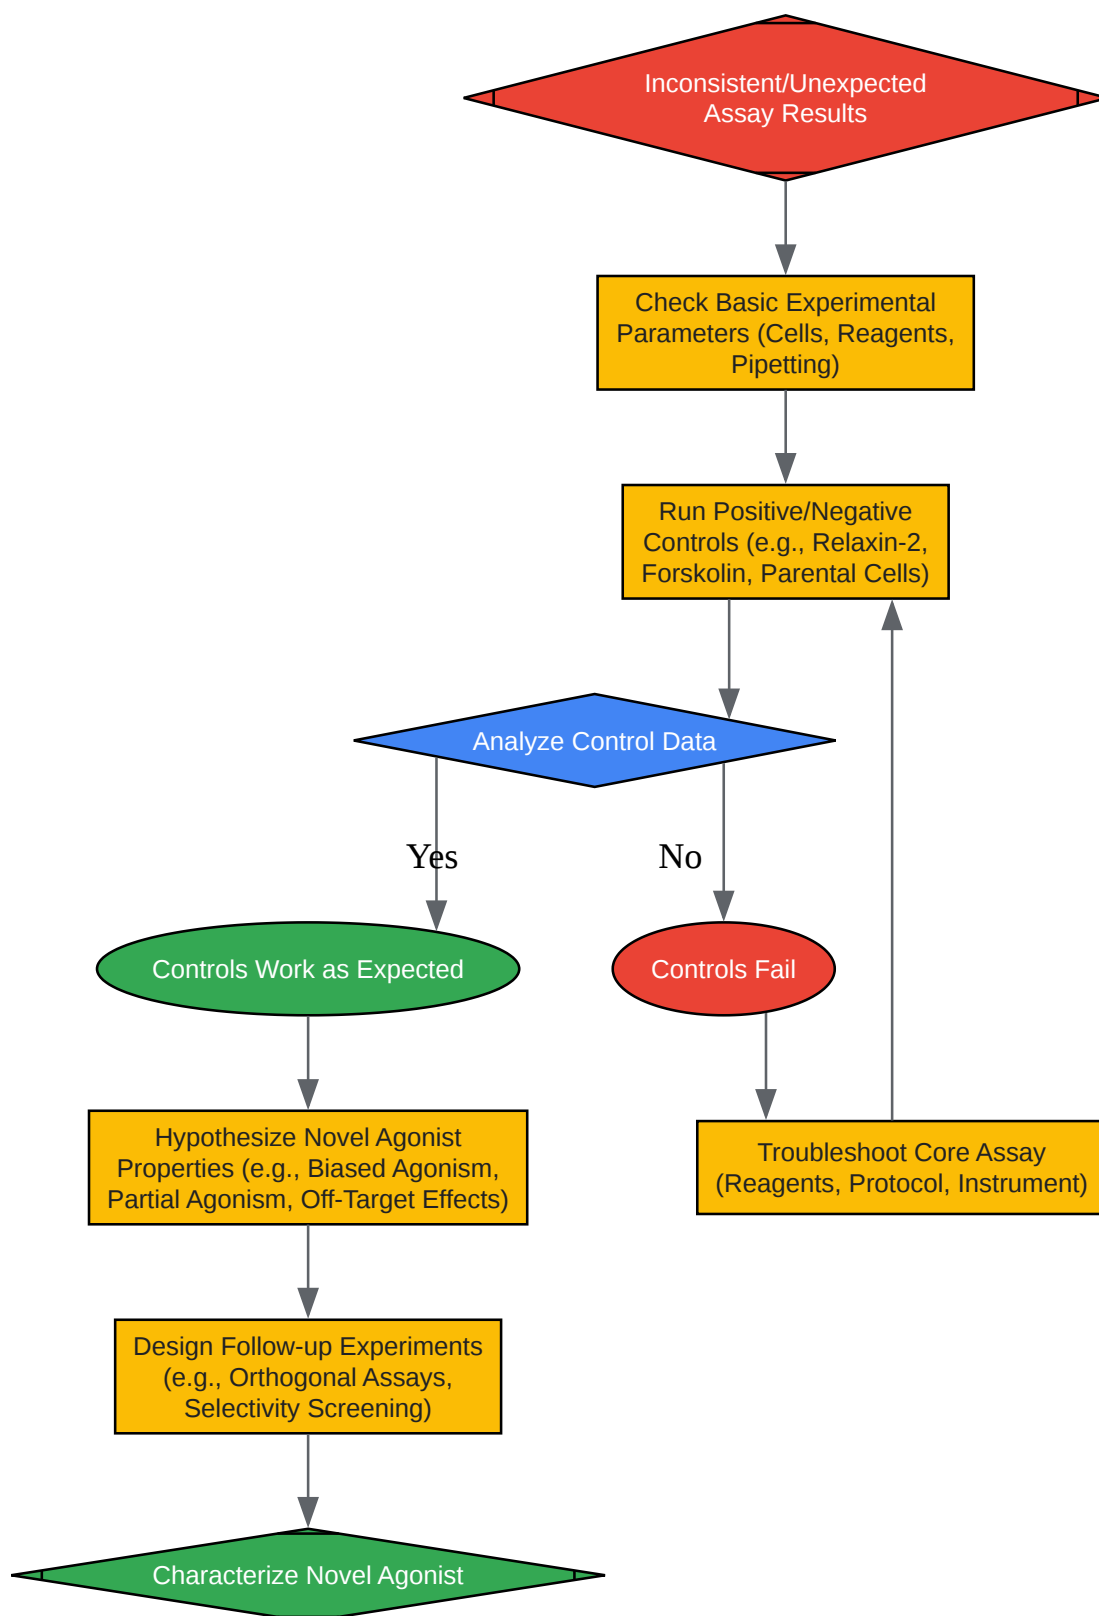 Inconsistent/Unexpected
Assay Results
Check Basic Experimental
Parameters (Cells, Reagents,
Pipetting)
Run Positive/Negative
Controls (e.g., Relaxin-2,
Forskolin, Parental Cells)
Analyze Control Data
Yes
No
Controls Work as Expected
Controls Fail
Hypothesize Novel Agonist
Properties (e.g., Biased Agonism,
Partial Agonism, Off-Target Effects)
Troubleshoot Core Assay
(Reagents, Protocol, Instrument)
Design Follow-up Experiments
(e.g., Orthogonal Assays,
Selectivity Screening)
Characterize Novel Agonist